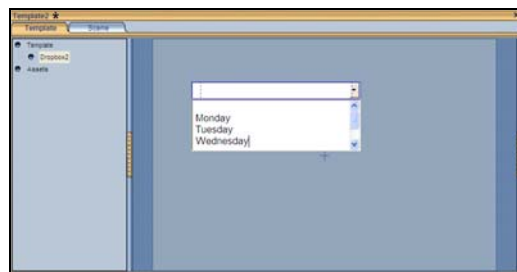 Template2 ★
Template
Scene
Template
Dropbox2
Assets
Monday
Tuesday
Wednesday